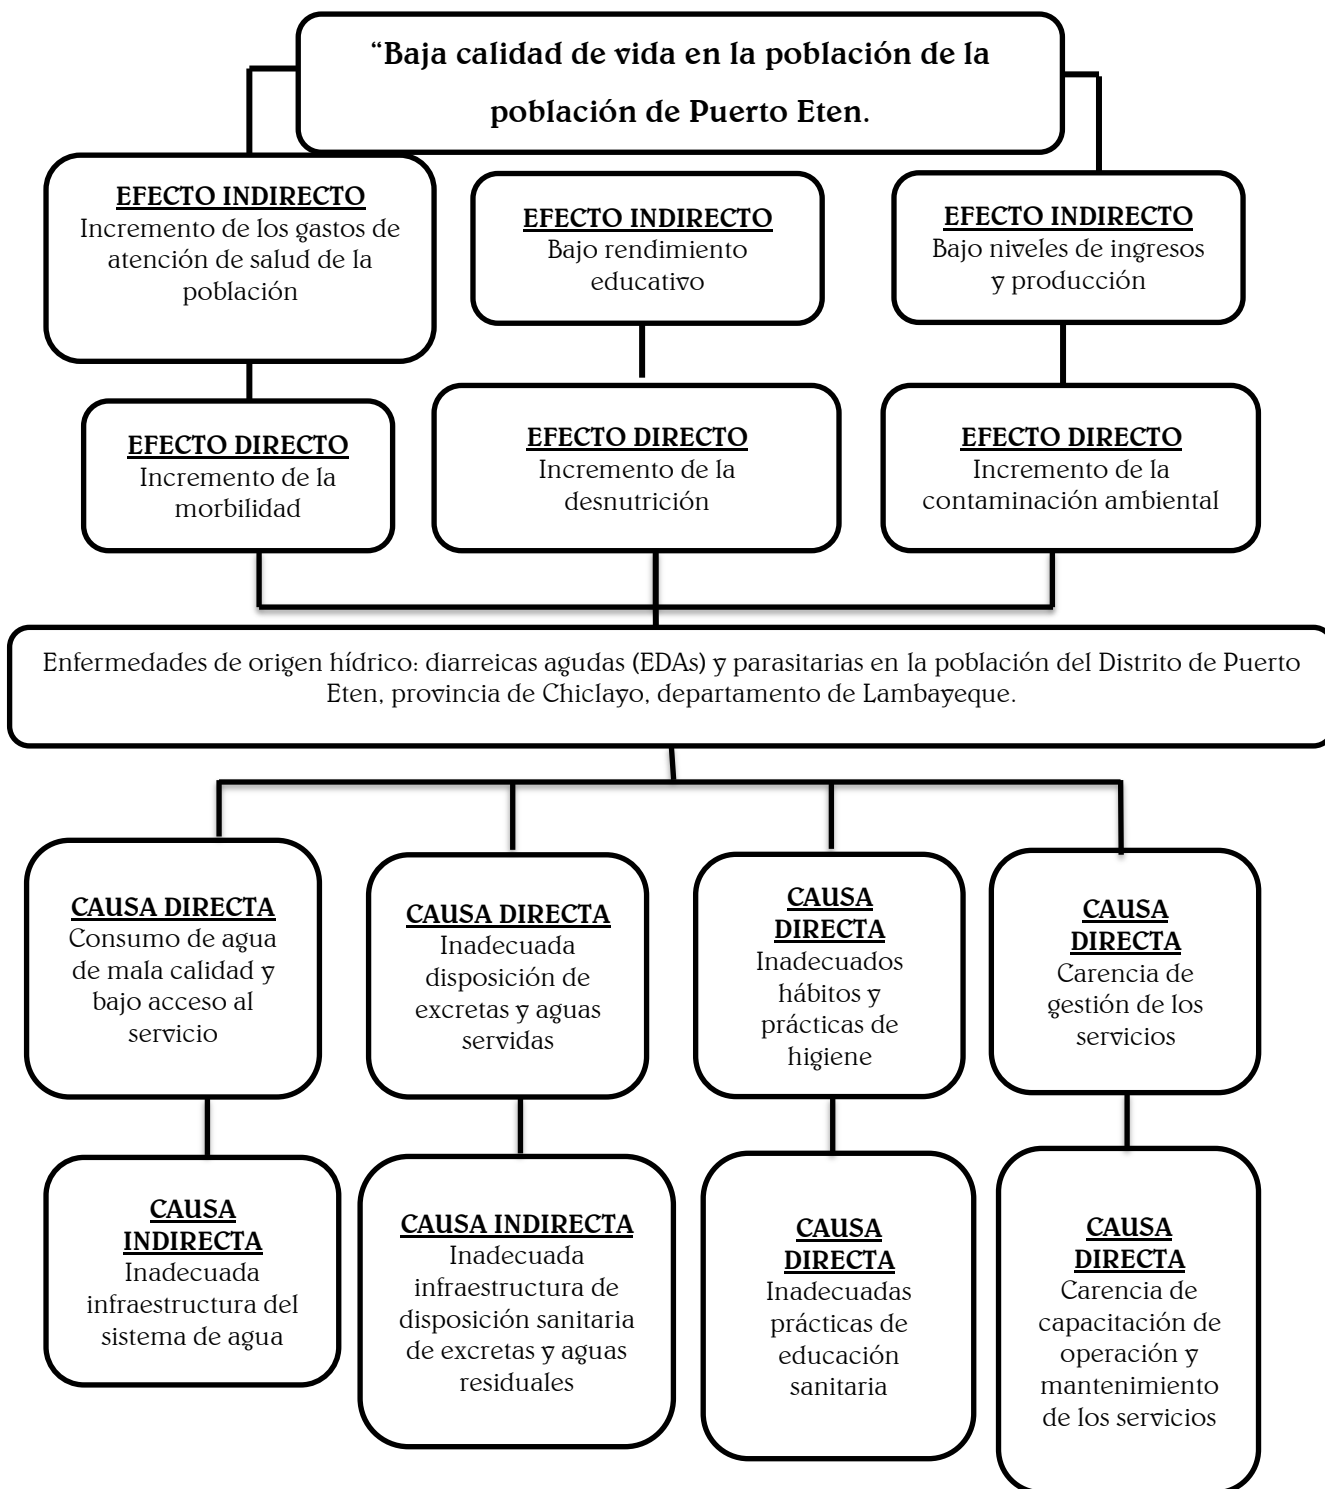 “Baja calidad de vida en la población de la
población de Puerto Eten.
EFECTO INDIRECTO
Incremento de los gastos de
atención de salud de la
población
EFECTO INDIRECTO
Bajo rendimiento
educativo
EFECTO INDIRECTO
Bajo niveles de ingresos
y producción
EFECTO DIRECTO
Incremento de la
morbilidad
EFECTO DIRECTO
Incremento de la
desnutrición
EFECTO DIRECTO
Incremento de la
contaminación ambiental
Enfermedades de origen hídrico: diarreicas agudas (EDAs) y parasitarias en la población del Distrito de Puerto
Eten, provincia de Chiclayo, departamento de Lambayeque.
CAUSA DIRECTA
Consumo de agua
de mala calidad y
bajo acceso al
servicio
CAUSA DIRECTA
Inadecuada
disposición de
excretas y aguas
servidas
CAUSA
DIRECTA
Inadecuados
hábitos y
prácticas de
higiene
CAUSA
DIRECTA
Carencia de
gestión de los
servicios
CAUSA
INDIRECTA
Inadecuada
infraestructura del
sistema de agua
CAUSA INDIRECTA
Inadecuada
infraestructura de
disposición sanitaria
de excretas y aguas
residuales
CAUSA
DIRECTA
Inadecuadas
prácticas de
educación
sanitaria
CAUSA
DIRECTA
Carencia de
capacitación de
operación y
mantenimiento
de los servicios